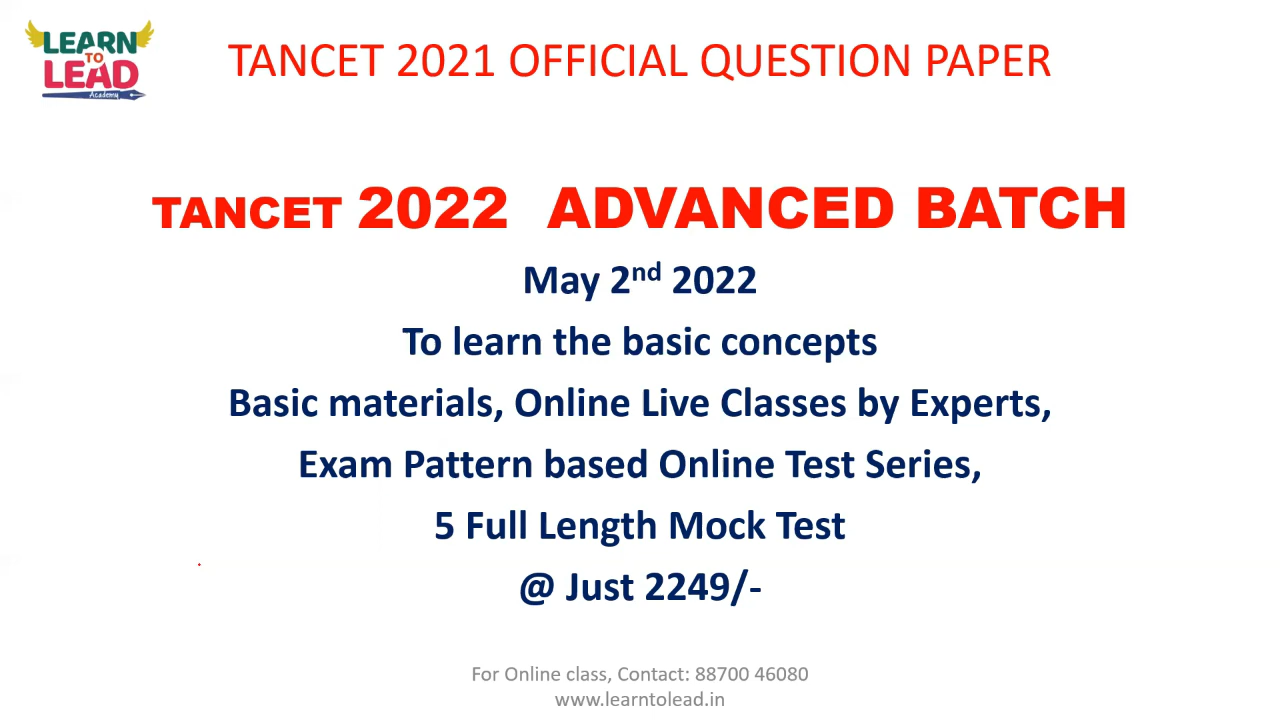 LEARN
TO
LEAD
Academy
TANCET 2021 OFFICIAL QUESTION PAPER
TANCET 2022 ADVANCED BATCH
May 2nd 2022
To learn the basic concepts
Basic materials, Online Live Classes by Experts,
Exam Pattern based Online Test Series,
5 Full Length Mock Test
@ Just 2249/-
For Online class, Contact: 88700 46080
www.learntolead.in